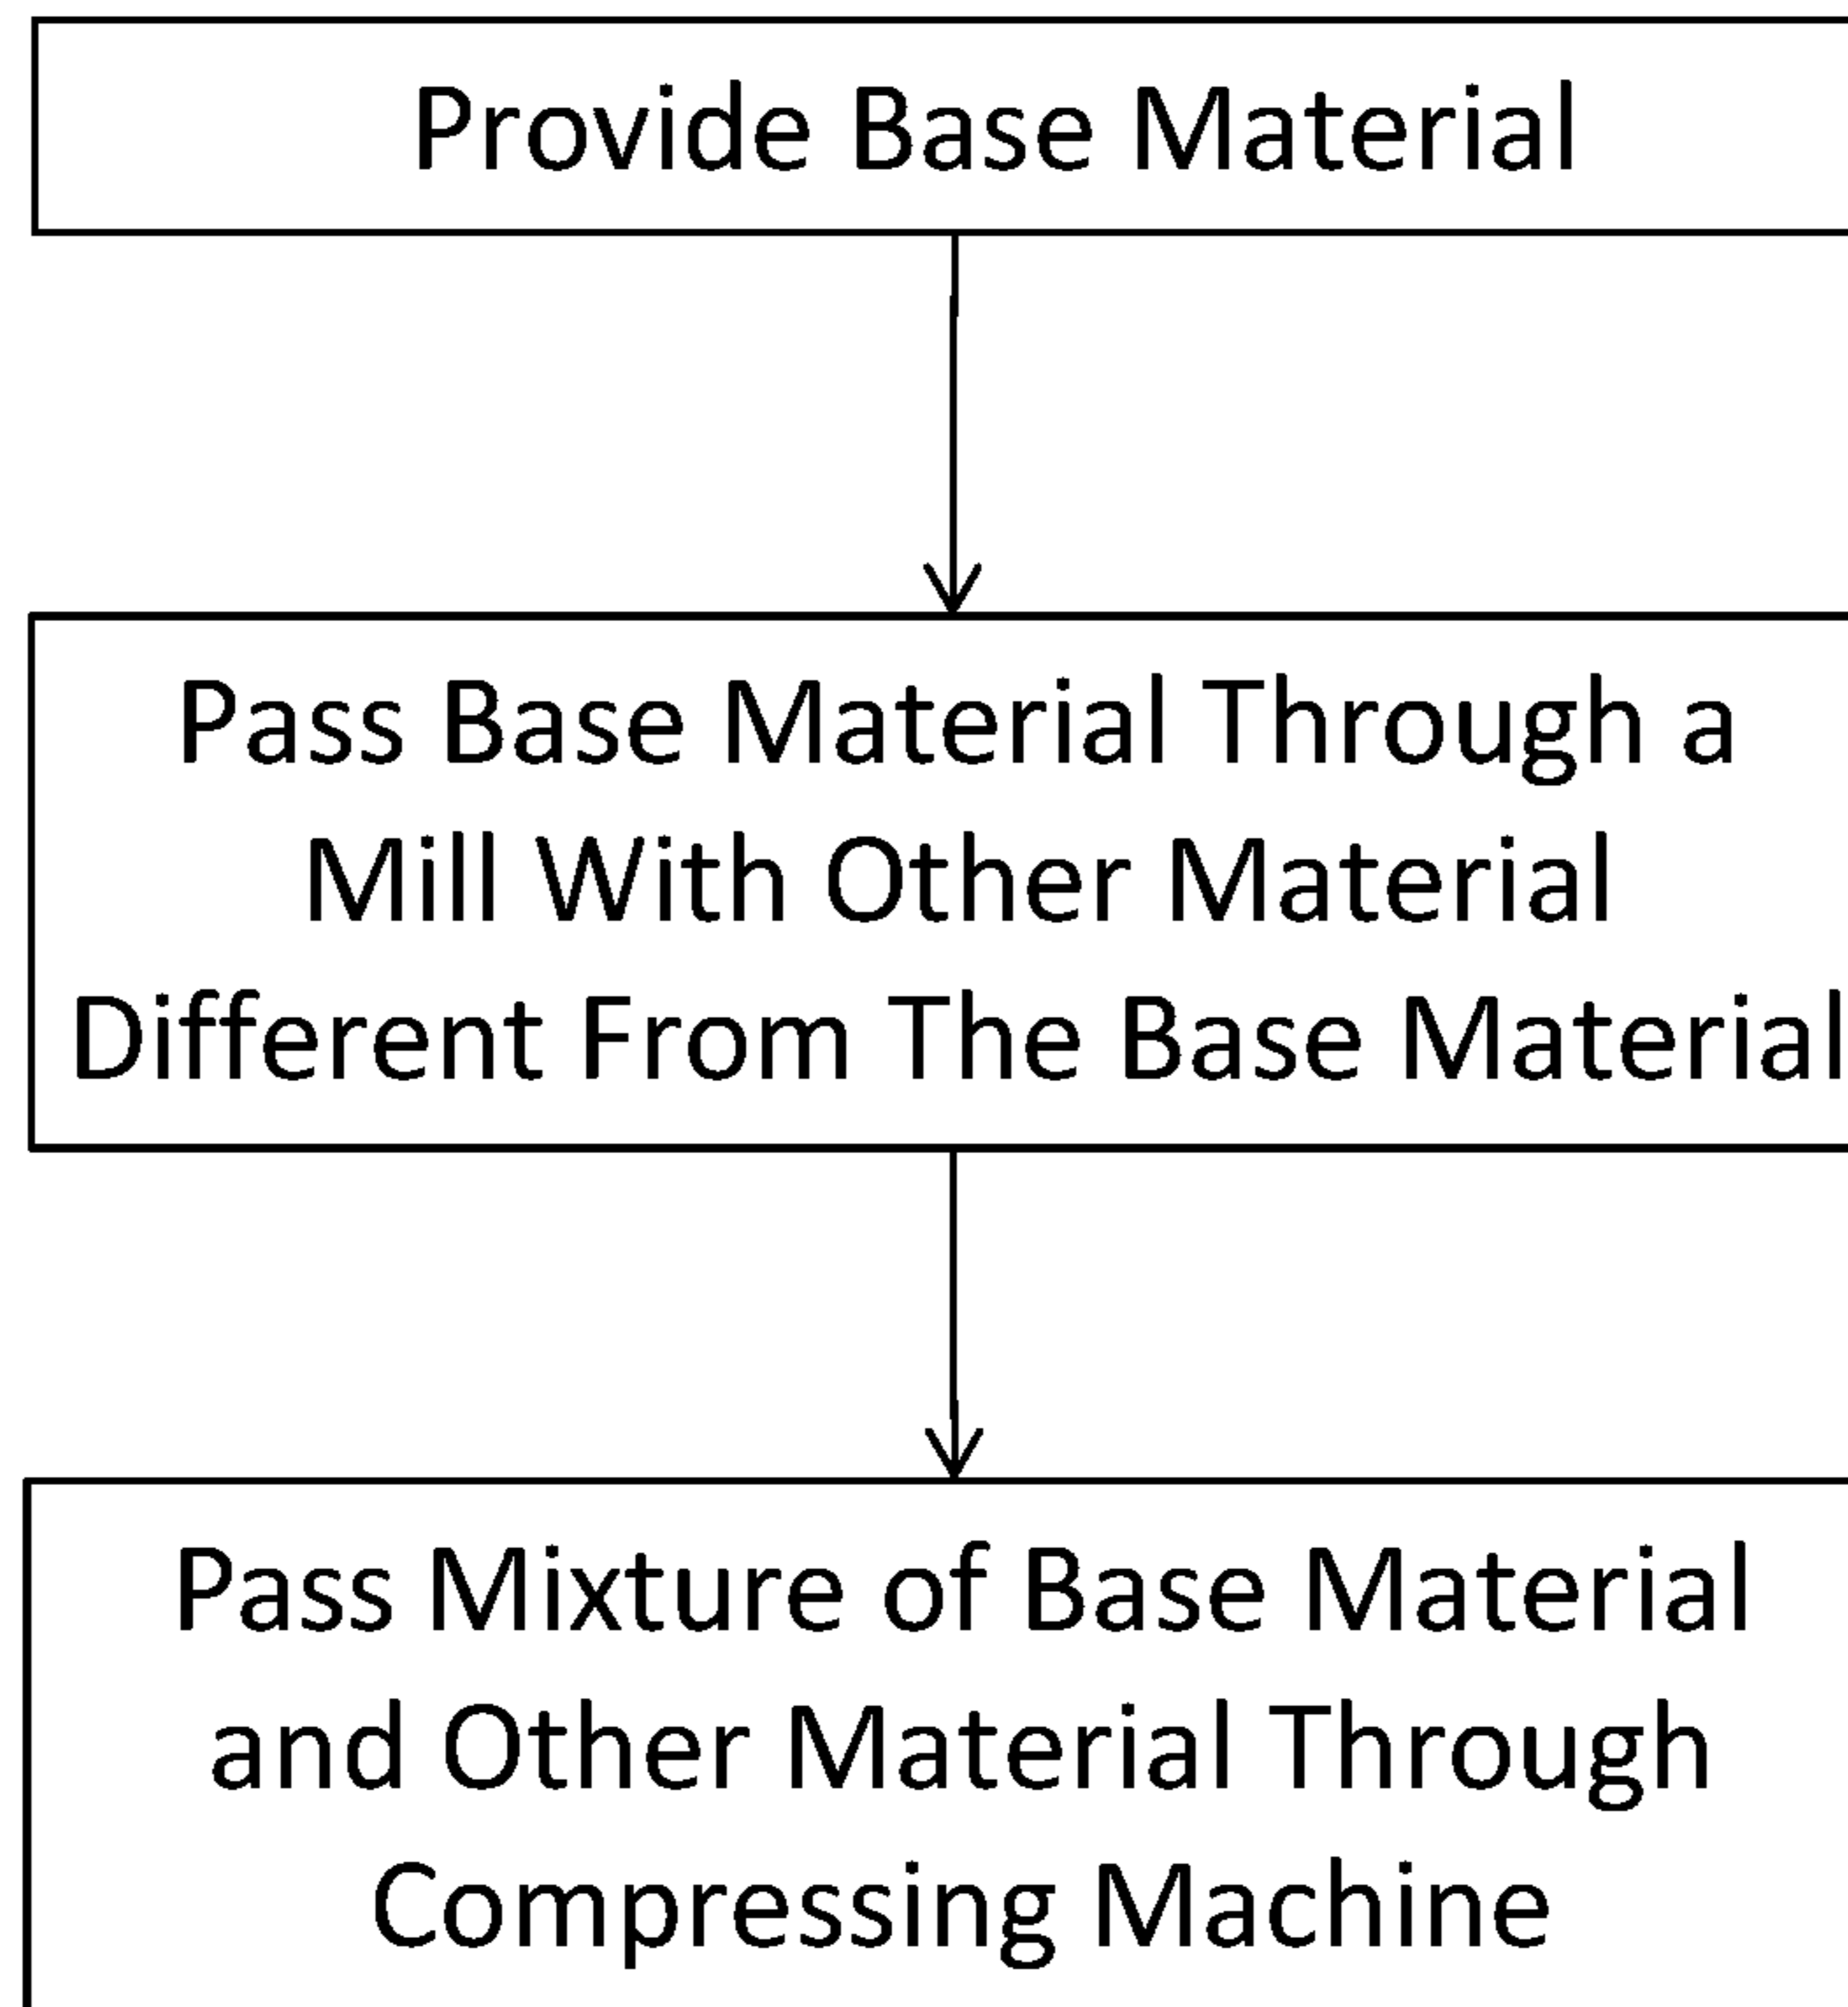 Provide Base Material
Pass Base Material Through a
Mill With Other Material
Different From The Base Material
Pass Mixture of Base Material
and Other Material Through
Compressing Machine